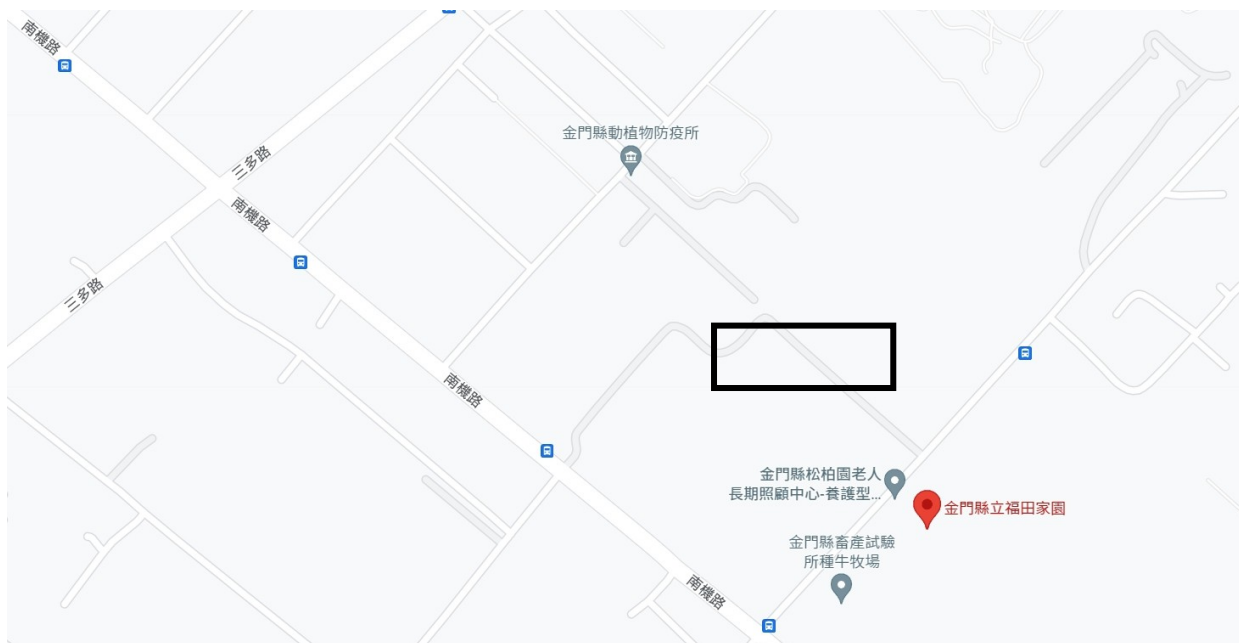 南機路
金門縣動植物防疫所
三多路
南機路
三多路
南機路
金門縣松柏園老人
長期照顧中心-養護型...
金門縣立福田家園
金門縣畜產試驗
所種牛牧場
南機路